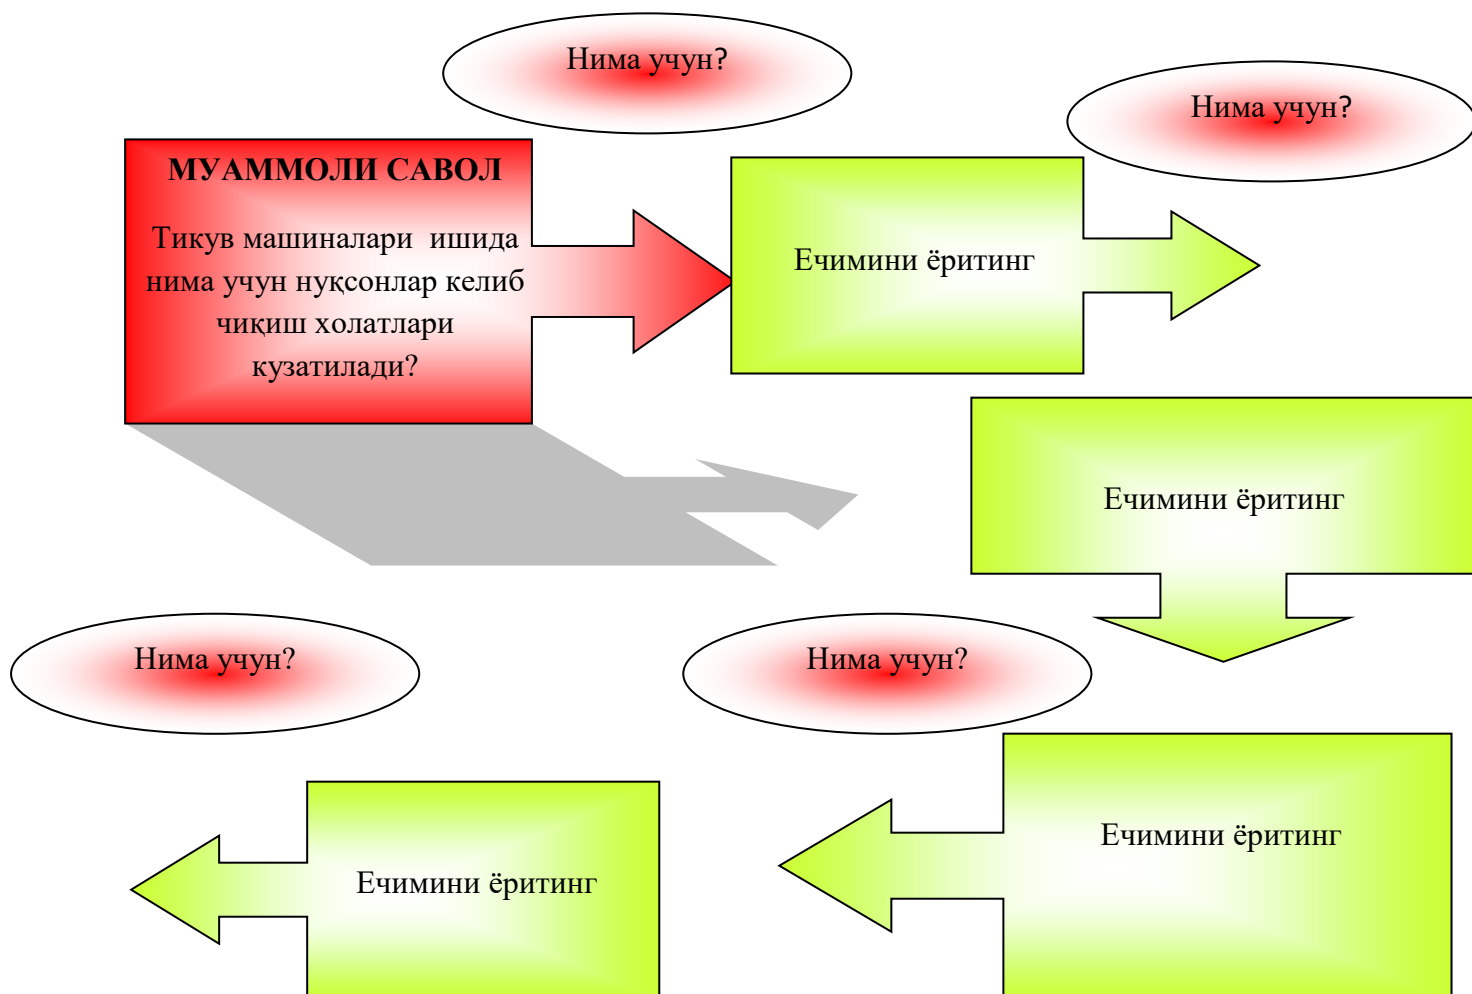 Нима учун?
Нима учун?
МУАММОЛИ САВОЛ
Тикув машиналари ишида
нима учун нуқсонлар келиб
чиқиш холатлари
кузатилади?
Ечимини ёритинг
Ечимини ёритинг
Нима учун?
Нима учун?
Ечимини ёритинг
Ечимини ёритинг